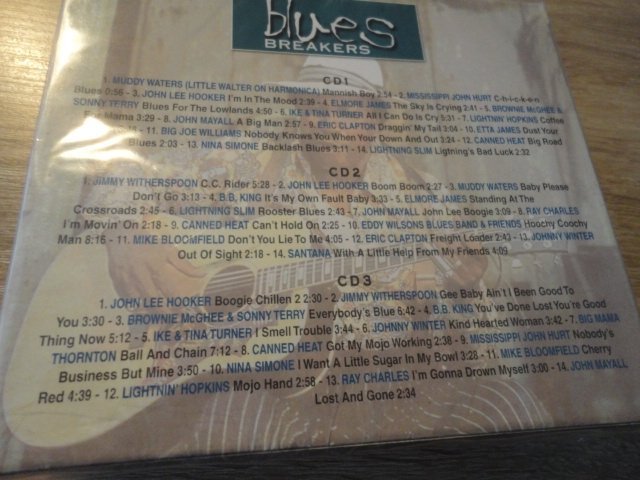 blues
BREAKERS
CD1
1. MUDDY WATERS (LITTLE WALTER ON HARMONICA) Mannish Boy 2:54 - 2. MISSISSIPPI JOHN HURT C-h-i-c-k-e-n
Blues 0:56 - 3. JOHN LEE HOOKER I'm In The Mood 2:39 - 4. ELMORE JAMES The Sky Is Crying 2:41 - 5. BROWNIE McGHEE &
SONNY TERRY Blues For The Lowlands 4:50 - 6. IKE & TINA TURNER All I Can Do Is Cry 5:31 - 7. LIGHTNIN' HOPKINS Coffee
For Mama 3:29 - 8. JOHN MAYALL A Big Man 2:57 - 9. ERIC CLAPTON Draggin' My Tail 3:04 - 10. ETTA JAMES Dust Your
2:18 - 11. BIG JOE WILLIAMS Nobody Knows You When Your Down And Out 3:24 - 12. CANNED HEAT Big Road
Blues 2:03 - 13. NINA SIMONE Backlash Blues 3:11 - 14. LIGHTNING SLIM Ligtning's Bad Luck 2:32
CD2
1. JIMMY WITHERSPOON C.C. Rider 5:28 - 2. JOHN LEE HOOKER Boom Boom 2:27 - 3. MUDDY WATERS Baby Please
Don't Go 3:13 - 4. B.B. KING It's My Own Fault Baby 3:33 - 5. ELMORE JAMES Standing At The
Crossroads 2:45 - 6. LIGHTNING SLIM Rooster Blues 2:43 - 7. JOHN MAYALL John Lee Boogie 3:09 - 8. RAY CHARLES
I'm Movin' On 2:18 - 9. CANNED HEAT Can't Hold On 2:25 - 10. EDDY WILSONS BLUES BAND & FRIENDS Hoochy Coochy
Man 8:16 - 11. MIKE BLOOMFIELD Don't You Lie To Me 4:05 - 12. ERIC CLAPTON Freight Loader 2:43 - 13. JOHNNY WINTER
Out Of Sight 2:18 - 14. SANTANA With A Little Help From My Friends 4:09
CD3
1. JOHN LEE HOOKER Boogie Chillen 2 2:30 - 2. JIMMY WITHERSPOON Gee Baby Ain't I Been Good To
You 3:30 - 3. BROWNIE McGHEE & SONNY TERRY Everybody's Blue 6:42 - 4. B.B. KING You've Done Lost You're Good
Thing Now 5:12 - 5. IKE & TINA TURNER I Smell Trouble 3:44 - 6. JOHNNY WINTER Kind Hearted Woman 3:42 - 7. BIG MAMA
THORNTON Ball And Chain 7:12 - 8. CANNED HEAT Got My Mojo Working 2:38 - 9. MISSISSIPPI JOHN HURT Nobody's
Business But Mine 3:50 - 10. NINA SIMONE I Want A Little Sugar In My Bowl 3:28 - 11. MIKE BLOOMFIELD Cherry
Red 4:39 - 12. LIGHTNIN' HOPKINS Mojo Hand 2:58 - 13. RAY CHARLES I'm Gonna Drown Myself 3:00 - 14. JOHN MAYALL
Lost And Gone 2:34